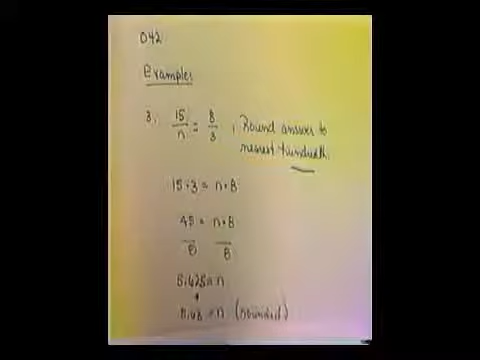 042
Examples
3. 15/n = 8/3 , Round answer to
nearest hundredth.
15 · 3 = n · 8
45 = n · 8
8 8
5.625 = n
5.63 = n (rounded)